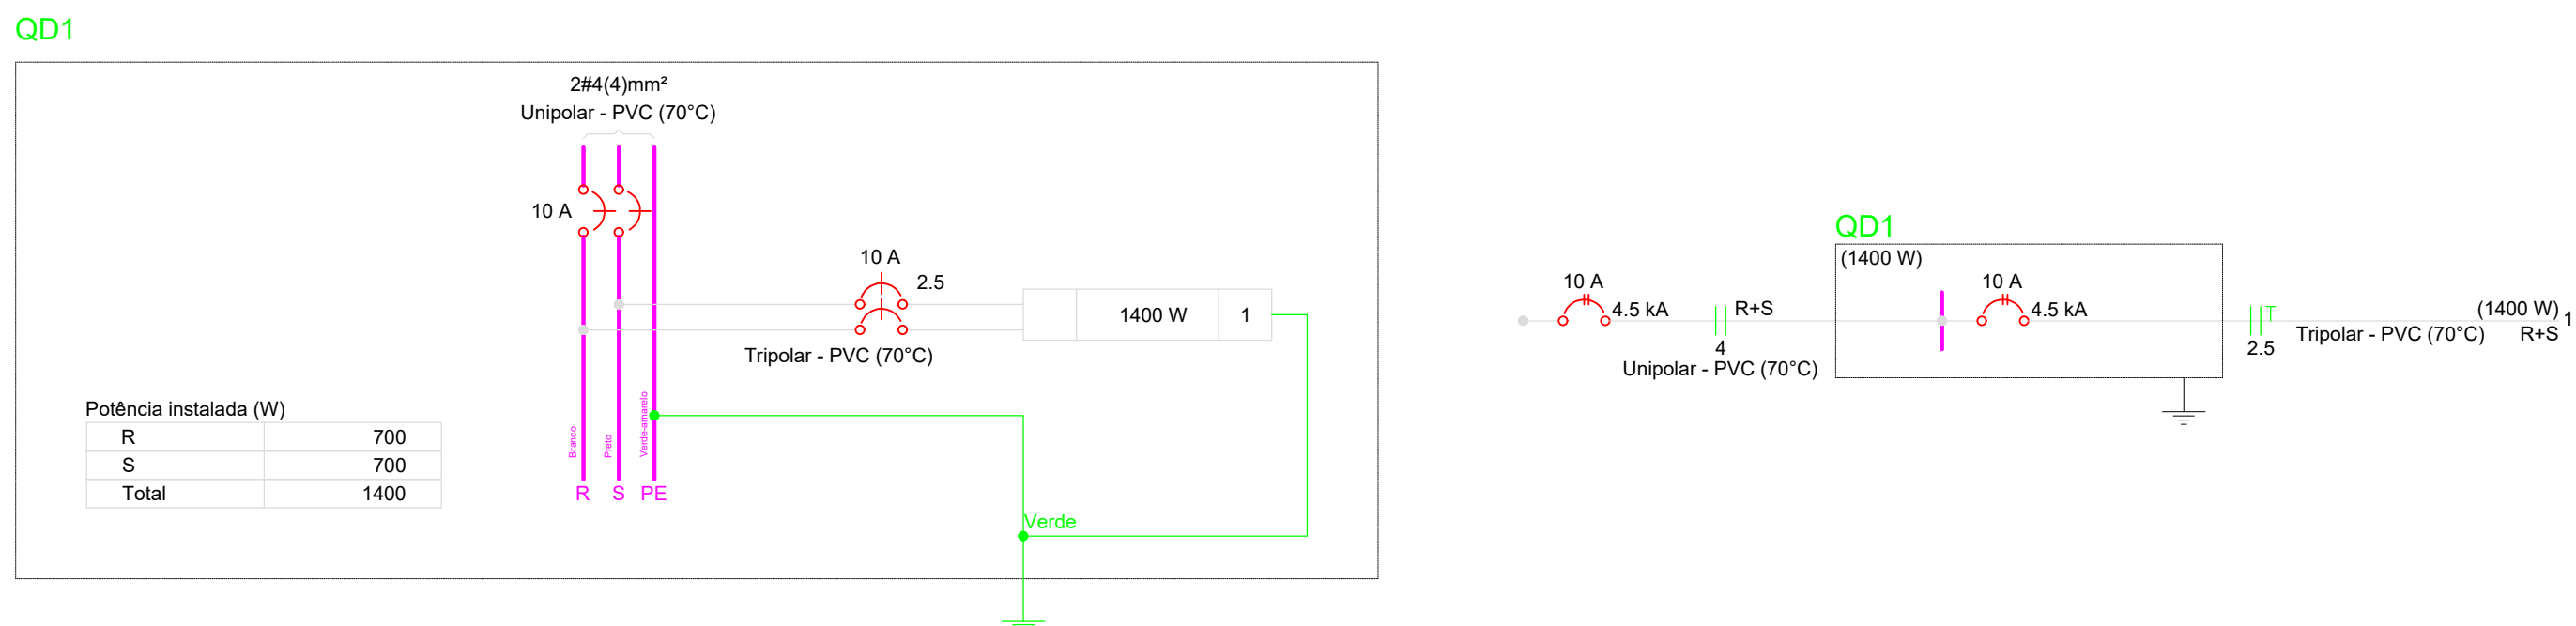 QD1
2#4(4)mm²
Unipolar - PVC (70°C)
10 A
10 A
2.5
1400 W 1
Tripolar - PVC (70°C)
Potência instalada (W)
R 700
S 700
Total 1400
Branco
Preto
Verde-amarelo
R S PE
Verde
QD1
(1400 W)
10 A
4.5 kA
R+S
4
Unipolar - PVC (70°C)
10 A
4.5 kA
T
2.5
Tripolar - PVC (70°C)
(1400 W)
R+S
1